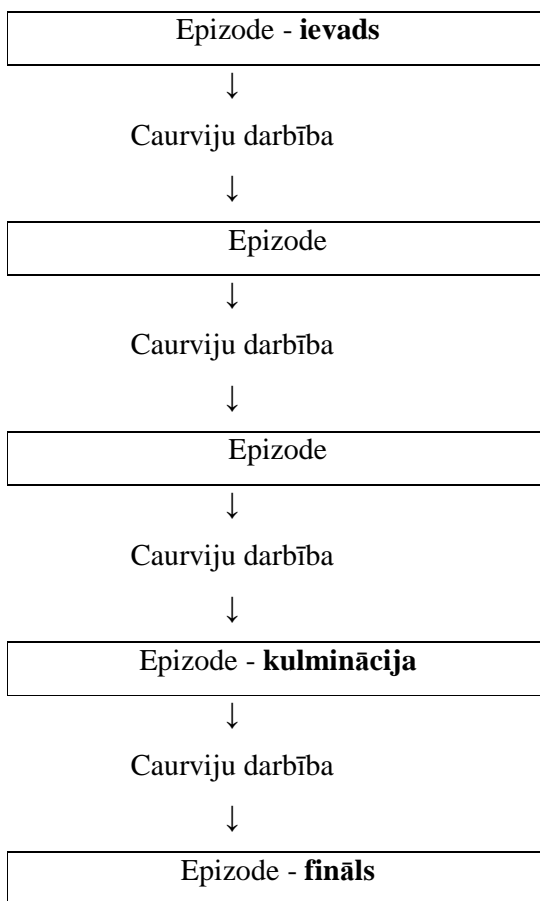 Epizode - ievads
↓
Caurviju darbība
↓
Epizode
↓
Caurviju darbība
↓
Epizode
↓
Caurviju darbība
↓
Epizode - kulminācija
↓
Caurviju darbība
↓
Epizode - fināls